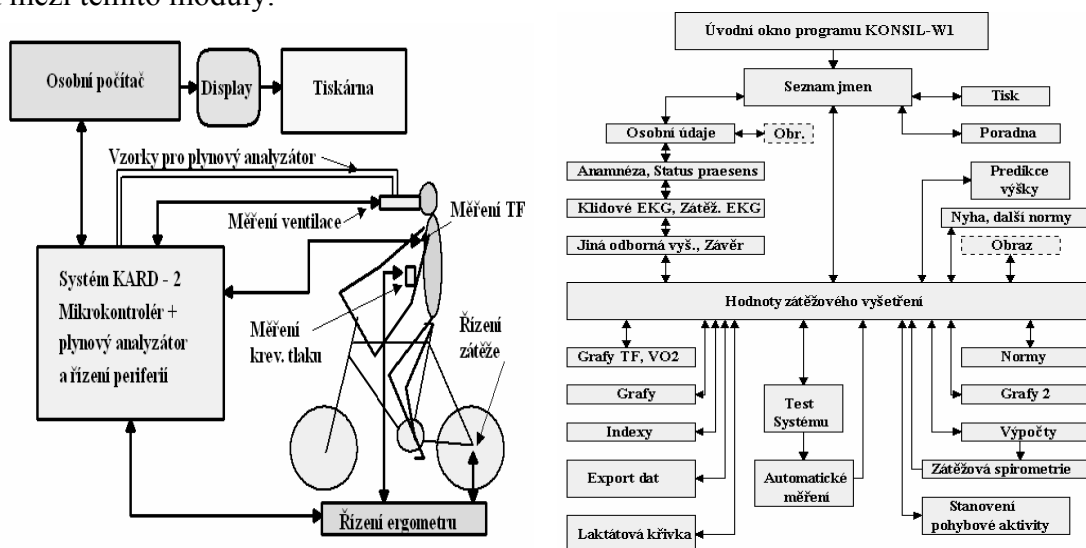 mezi těmito moduly.
Osobní počítač
Display
Tiskárna
Vzorky pro plynový analyzátor
Měření ventilace
Měření TF
Systém KARD - 2
Mikrokontrolér +
plynový analyzátor
a řízení periferií
Měření
krev. tlaku
Řízení
zátěže
Řízení ergometru
Úvodní okno programu KONSIL-W1
Seznam jmen
Tisk
Osobní údaje
Obr.
Poradna
Anamnéza, Status praesens
Predikce
výšky
Klidové EKG, Zátěž. EKG
Nyha, další normy
Jiná odborná vyš., Závěr
Obraz
Hodnoty zátěžového vyšetření
Grafy TF, VO2
Normy
Grafy
Test
Systému
Grafy 2
Indexy
Výpočty
Export dat
Automatické
měření
Zátěžová spirometrie
Laktátová křivka
Stanovení
pohybové aktivity